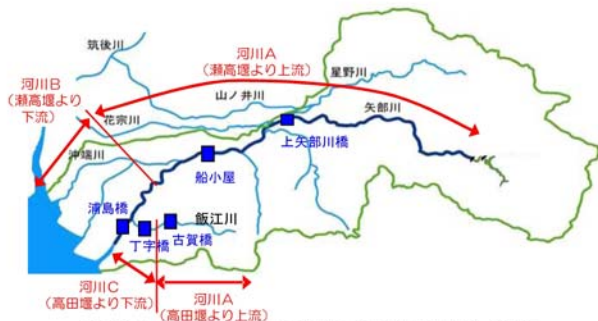 河川A
（瀬高堰より上流）
筑後川
星野川
河川B
（瀬高堰より
下流）
山ノ井川
花宗川
矢部川
沖端川
上矢部川橋
船小屋
浦島橋
飯江川
丁字橋
古賀橋
河川C
（高田堰より下流）
河川A
（高田堰より上流）